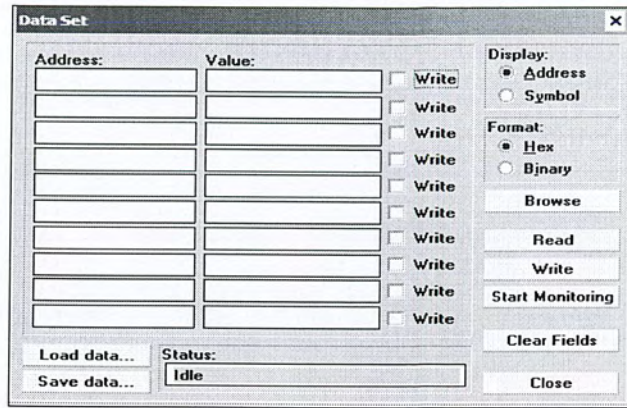 Data Set
Address:
Value:
Write
Write
Write
Write
Write
Write
Write
Write
Write
Write
Display:
Address
Symbol
Format:
Hex
Binary
Browse
Read
Write
Start Monitoring
Clear Fields
Close
Load data...
Save data...
Status:
Idle